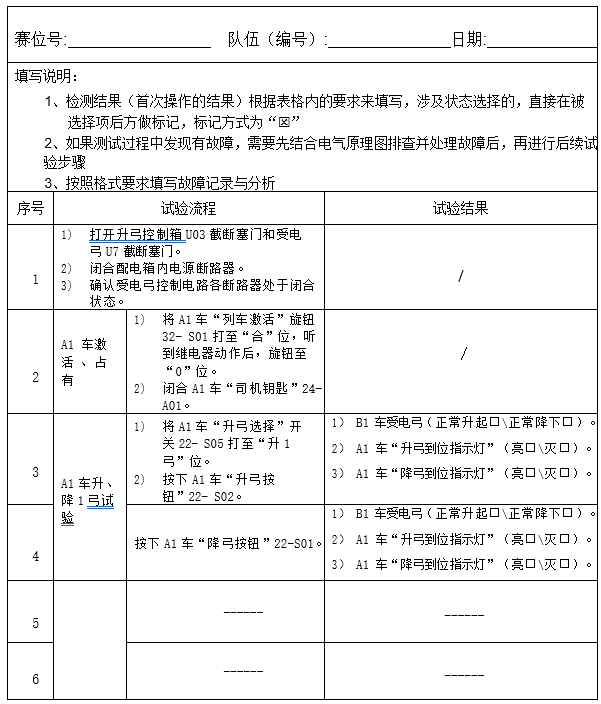 赛位号:________________ 队伍（编号）:______________日期:_____________
填写说明：
1、检测结果（首次操作的结果）根据表格内的要求来填写，涉及状态选择的，直接在被
选择项后方做标记，标记方式为“☒”
2、如果测试过程中发现有故障，需要先结合电气原理图排查并处理故障后，再进行后续试
验步骤
3、按照格式要求填写故障记录与分析
序号 试验流程 试验结果
1
1） 打开升弓控制箱 U03 截断塞门和受电
弓 U7 截断塞门。
2） 闭合配电箱内电源断路器。
3） 确认受电弓控制电路各断路器处于闭合
状态。
/
2
A1 车激
活 、占
有
1） 将 A1 车“列车激活”旋钮
32- S01 打至“合”位，听
到继电器动作后，旋钮至
“0”位。
2） 闭合 A1 车“司机钥匙”24-
A01。
/
3
A1 车升、
降 1 弓试
验
1） 将 A1 车“升弓选择”开
关 22- S05 打至“升 1
弓”位。
2） 按下 A1 车“升弓按
钮”22- S02。
1） B1 车受电弓（正常升起口\正常降下口）。
2） A1 车“升弓到位指示灯”（亮口\灭口）。
3） A1 车“降弓到位指示灯”（亮口\灭口）。
4
按下 A1 车“降弓按钮”22-S01。
1） B1 车受电弓（正常升起口\正常降下口）。
2） A1 车“升弓到位指示灯”（亮口\灭口）。
3） A1 车“降弓到位指示灯”（亮口\灭口）。
5 ------ ------
6 ------ ------